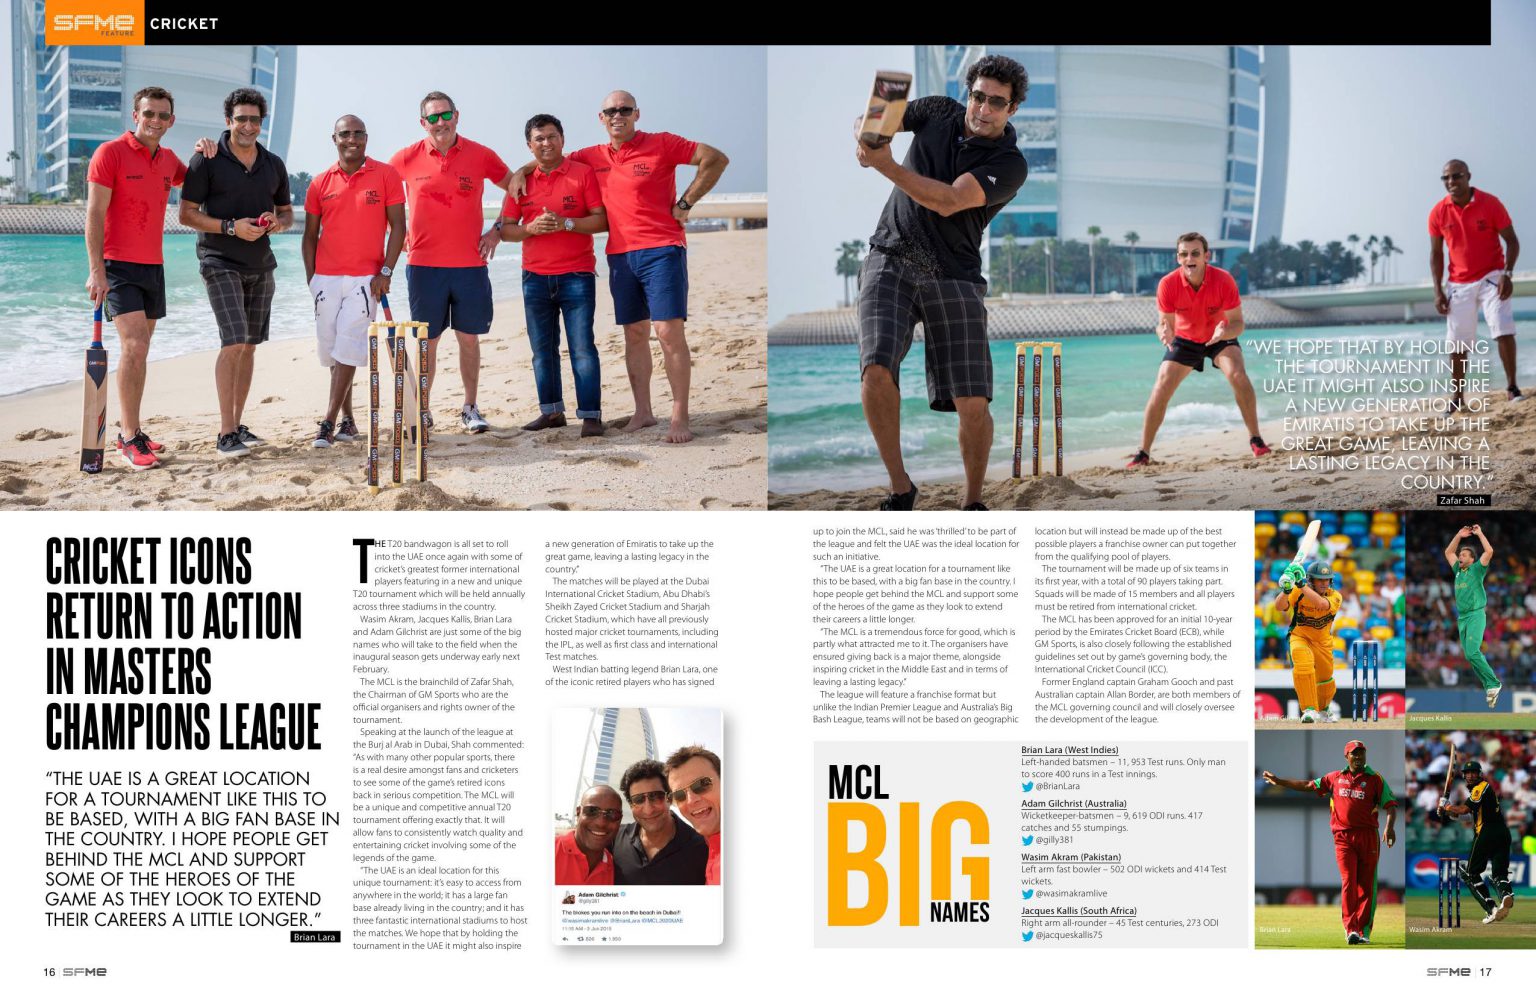 SFMe
FEATURE
CRICKET
"WE HOPE THAT BY HOLDING
THE TOURNAMENT IN THE
UAE IT MIGHT ALSO INSPIRE
A NEW GENERATION OF
EMIRATIS TO TAKE UP THE
GREAT GAME, LEAVING A
LASTING LEGACY IN THE
COUNTRY."
Zafar Shah
CRICKET ICONS
RETURN TO ACTION
IN MASTERS
CHAMPIONS LEAGUE
"THE UAE IS A GREAT LOCATION
FOR A TOURNAMENT LIKE THIS TO
BE BASED, WITH A BIG FAN BASE IN
THE COUNTRY. I HOPE PEOPLE GET
BEHIND THE MCL AND SUPPORT
SOME OF THE HEROES OF THE
GAME AS THEY LOOK TO EXTEND
THEIR CAREERS A LITTLE LONGER."
Brian Lara
THE T20 bandwagon is all set to roll
into the UAE once again with some of
cricket's greatest former international
players featuring in a new and unique
T20 tournament which will be held annually
across three stadiums in the country.
Wasim Akram, Jacques Kallis, Brian Lara
and Adam Gilchrist are just some of the big
names who will take to the field when the
inaugural season gets underway early next
February.
The MCL is the brainchild of Zafar Shah,
the Chairman of GM Sports who are the
official organisers and rights owner of the
tournament.
Speaking at the launch of the league at
the Burj al Arab in Dubai, Shah commented:
"As with many other popular sports, there
is a real desire amongst fans and cricketers
to see some of the game's retired icons
back in serious competition. The MCL will
be a unique and competitive annual T20
tournament offering exactly that. It will
allow fans to consistently watch quality and
entertaining cricket involving some of the
legends of the game.
"The UAE is an ideal location for this
unique tournament: it's easy to access from
anywhere in the world; it has a large fan
base already living in the country; and it has
three fantastic international stadiums to host
the matches. We hope that by holding the
tournament in the UAE it might also inspire
a new generation of Emiratis to take up the
great game, leaving a lasting legacy in the
country."
The matches will be played at the Dubai
International Cricket Stadium, Abu Dhabi's
Sheikh Zayed Cricket Stadium and Sharjah
Cricket Stadium, which have all previously
hosted major cricket tournaments, including
the IPL, as well as first class and international
Test matches.
West Indian batting legend Brian Lara, one
of the iconic retired players who has signed
Adam Gilchrist
@gilly381
The blokes you run into on the beach in Dubai!!
@wasimakramlive @BrianLara @MCL2020UAE
11:15 AM - 3 Jun 2015
up to join the MCL, said he was 'thrilled' to be part of
the league and felt the UAE was the ideal location for
such an initiative.
"The UAE is a great location for a tournament like
this to be based, with a big fan base in the country. I
hope people get behind the MCL and support some
of the heroes of the game as they look to extend
their careers a little longer.
"The MCL is a tremendous force for good, which is
partly what attracted me to it. The organisers have
ensured giving back is a major theme, alongside
inspiring cricket in the Middle East and in terms of
leaving a lasting legacy."
The league will feature a franchise format but
unlike the Indian Premier League and Australia's Big
Bash League, teams will not be based on geographic
location but will instead be made up of the best
possible players a franchise owner can put together
from the qualifying pool of players.
The tournament will be made up of six teams in
its first year, with a total of 90 players taking part.
Squads will be made of 15 members and all players
must be retired from international cricket.
The MCL has been approved for an initial 10-year
period by the Emirates Cricket Board (ECB), while
GM Sports, is also closely following the established
guidelines set out by game's governing body, the
International Cricket Council (ICC).
Former England captain Graham Gooch and past
Australian captain Allan Border, are both members of
the MCL governing council and will closely oversee
the development of the league.
MCL
BIG
NAMES
Brian Lara (West Indies)
Left-handed batsmen – 11, 953 Test runs. Only man
to score 400 runs in a Test innings.
@BrianLara
Adam Gilchrist (Australia)
Wicketkeeper-batsmen – 9, 619 ODI runs. 417
catches and 55 stumpings.
@gilly381
Wasim Akram (Pakistan)
Left arm fast bowler – 502 ODI wickets and 414 Test
wickets.
@wasimakramlive
Jacques Kallis (South Africa)
Right arm all-rounder – 45 Test centuries, 273 ODI
@jacqueskallis75
Adam Gilchrist
Jacques Kallis
WEST INDIES
Brian Lara
Wasim Akram
16 SFMe
SFMe 17